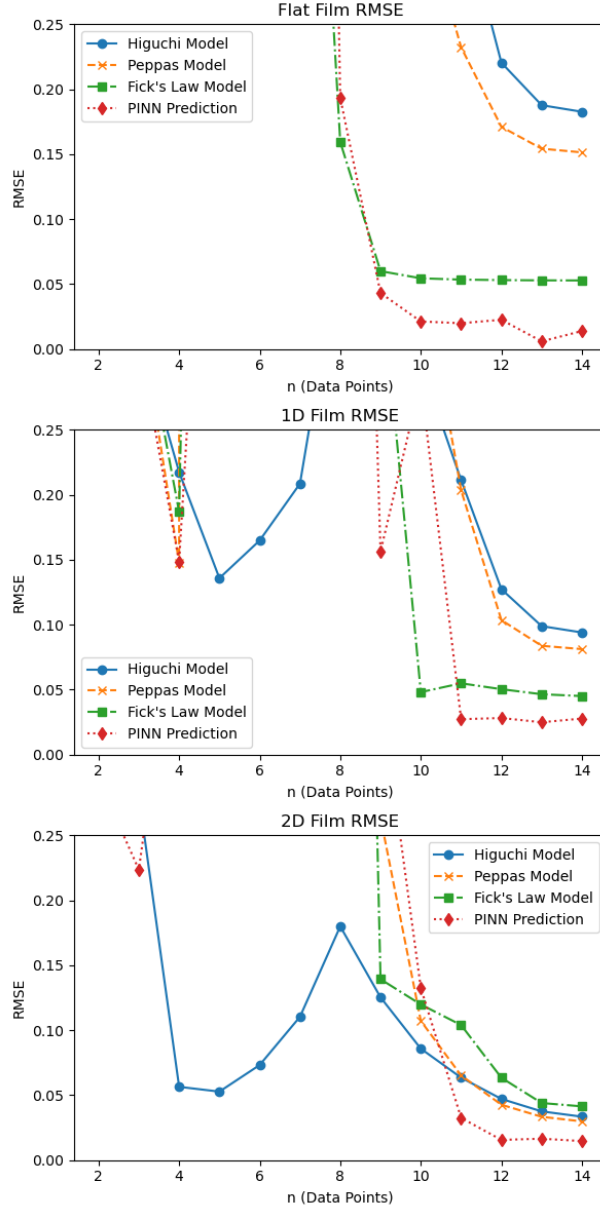 Flat Film RMSE
0.25
0.20
0.15
0.10
0.05
0.00
RMSE
Higuchi Model
Peppas Model
Fick's Law Model
PINN Prediction
2 4 6 8 10 12 14
n (Data Points)
1D Film RMSE
0.25
0.20
0.15
0.10
0.05
0.00
RMSE
Higuchi Model
Peppas Model
Fick's Law Model
PINN Prediction
2 4 6 8 10 12 14
n (Data Points)
2D Film RMSE
0.25
0.20
0.15
0.10
0.05
0.00
RMSE
Higuchi Model
Peppas Model
Fick's Law Model
PINN Prediction
2 4 6 8 10 12 14
n (Data Points)